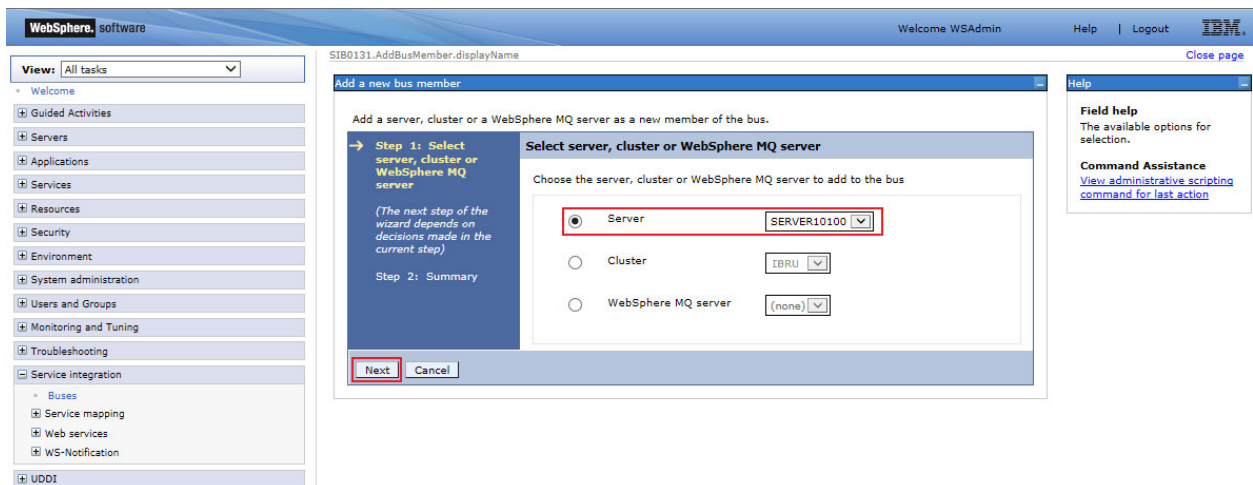 WebSphere. software
Welcome WSAdmin
Help | Logout
IBM.
View: All tasks
Welcome
Guided Activities
Servers
Applications
Services
Resources
Security
Environment
System administration
Users and Groups
Monitoring and Tuning
Troubleshooting
Service integration
Buses
Service mapping
Web services
WS-Notification
UDDI
SIB0131.AddBusMember.displayName
Close page
Add a new bus member
Add a server, cluster or a WebSphere MQ server as a new member of the bus.
Step 1: Select
server, cluster or
WebSphere MQ
server
(The next step of the
wizard depends on
decisions made in the
current step)
Step 2: Summary
Select server, cluster or WebSphere MQ server
Choose the server, cluster or WebSphere MQ server to add to the bus
Server SERVER10100
Cluster IBRU
WebSphere MQ server (none)
Next Cancel
Help
Field help
The available options for
selection.
Command Assistance
View administrative scripting
command for last action